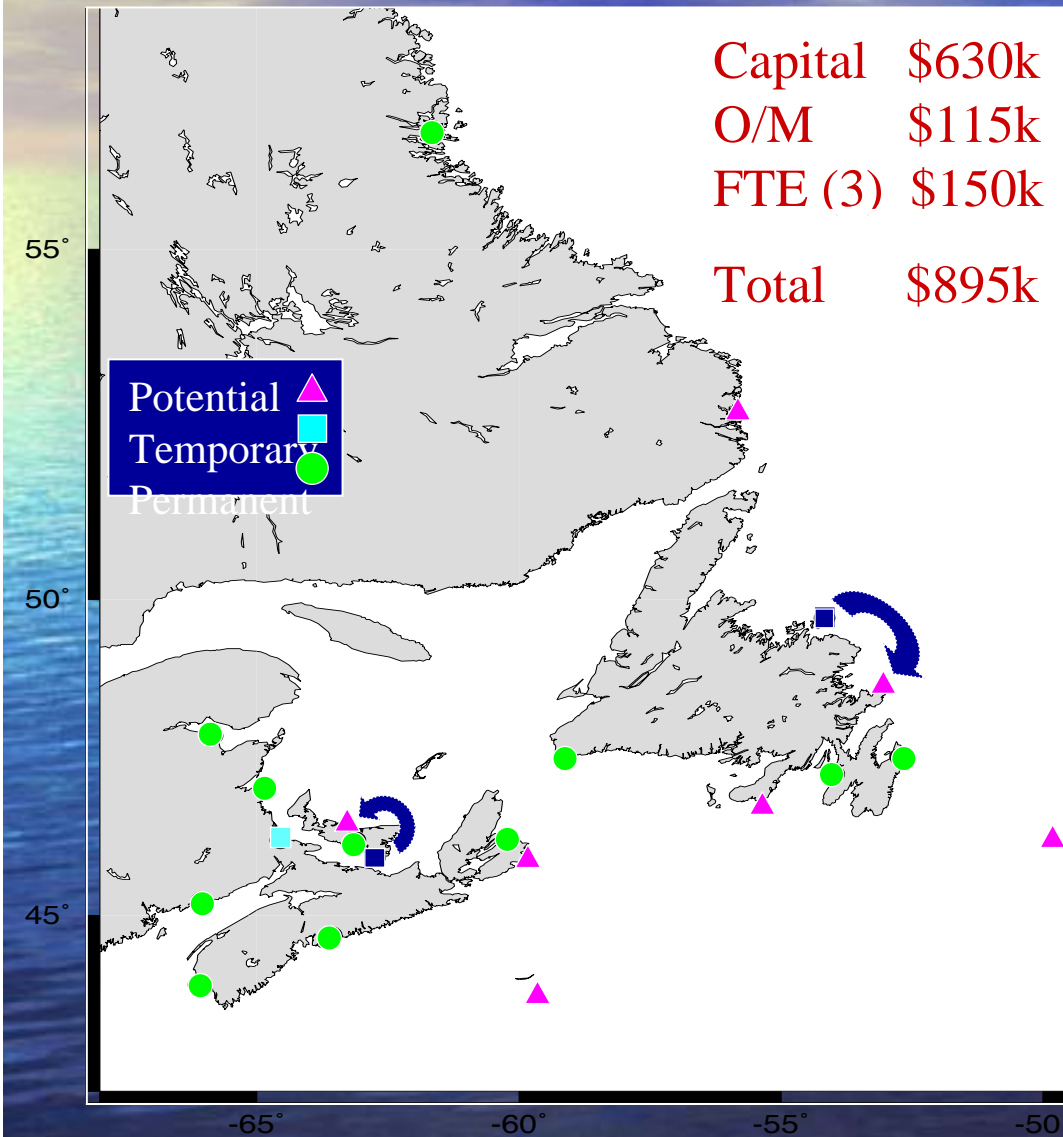 Capital $630k
O/M $115k
FTE (3) $150k
Total $895k
55°
Potential
Temporary
Permanent
50°
45°
-65°
-60°
-55°
-50